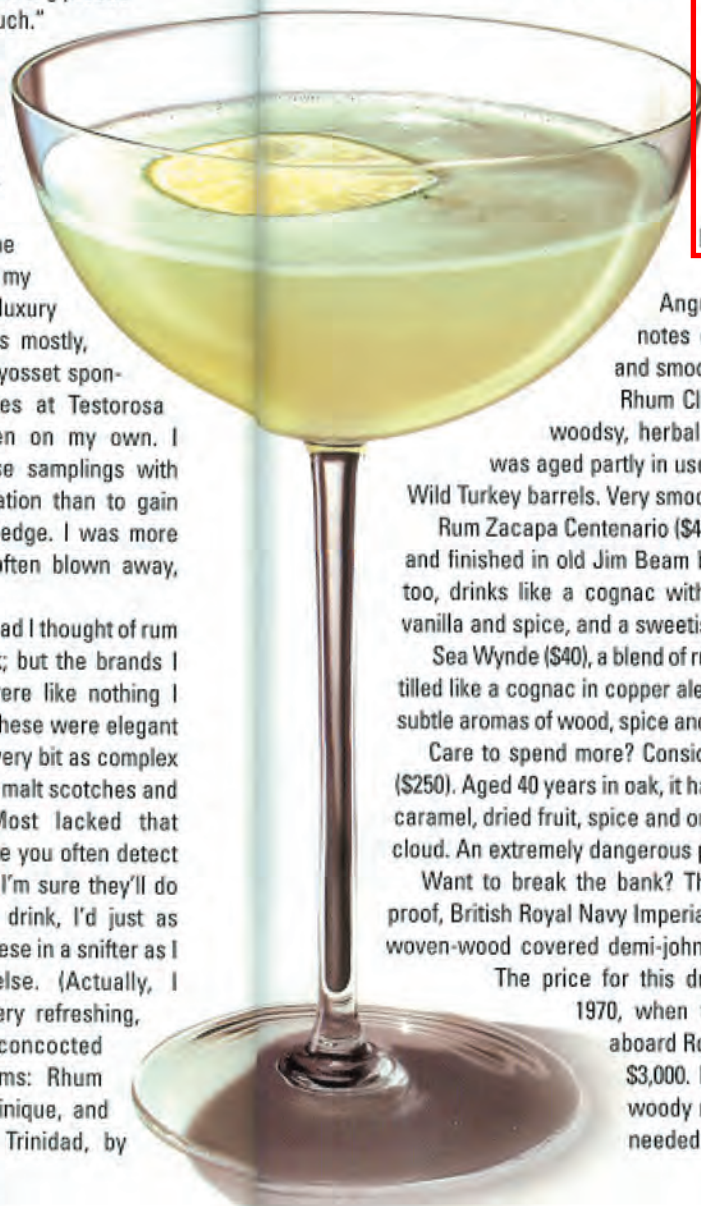 uch."
e
my
luxury
s mostly,
yosset spon-
es at Testorosa
en on my own. I
se samplings with
ation than to gain
edge. I was more
often blown away,
ad I thought of rum
; but the brands I
ere like nothing I
hese were elegant
very bit as complex
malt scotches and
Most lacked that
e you often detect
I'm sure they'll do
drink, I'd just as
ese in a snifter as I
else. (Actually, I
ery refreshing,
concocted
ms: Rhum
inique, and
Trinidad, by
Ang
notes
and smoo
Rhum Cl
woodsy, herbal
was aged partly in use
Wild Turkey barrels. Very smoo
Rum Zacapa Centenario ($4
and finished in old Jim Beam
too, drinks like a cognac with
vanilla and spice, and a sweetis
Sea Wynde ($40), a blend of r
tilled like a cognac in copper ale
subtle aromas of wood, spice and
Care to spend more? Consid
($250). Aged 40 years in oak, it ha
caramel, dried fruit, spice and o
cloud. An extremely dangerous p
Want to break the bank? Th
proof, British Royal Navy Imperia
woven-wood covered demi-john
The price for this dr
1970, when
aboard Ro
$3,000.
woody
needed